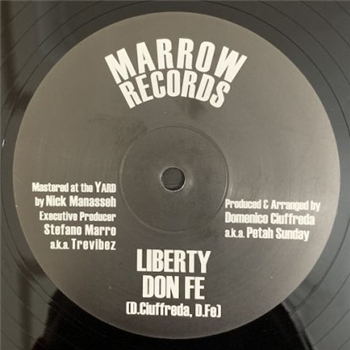 MARROW
RECORDS
Mastered at the YARD
by Nick Manasseh
Executive Producer
Stefano Marro
a.k.a Trevibez
Produced & Arranged by
Domenico Ciuffreda
a.k.a. Petah Sunday
LIBERTY
DON FE
(D.Ciuffreda, D.Fe)